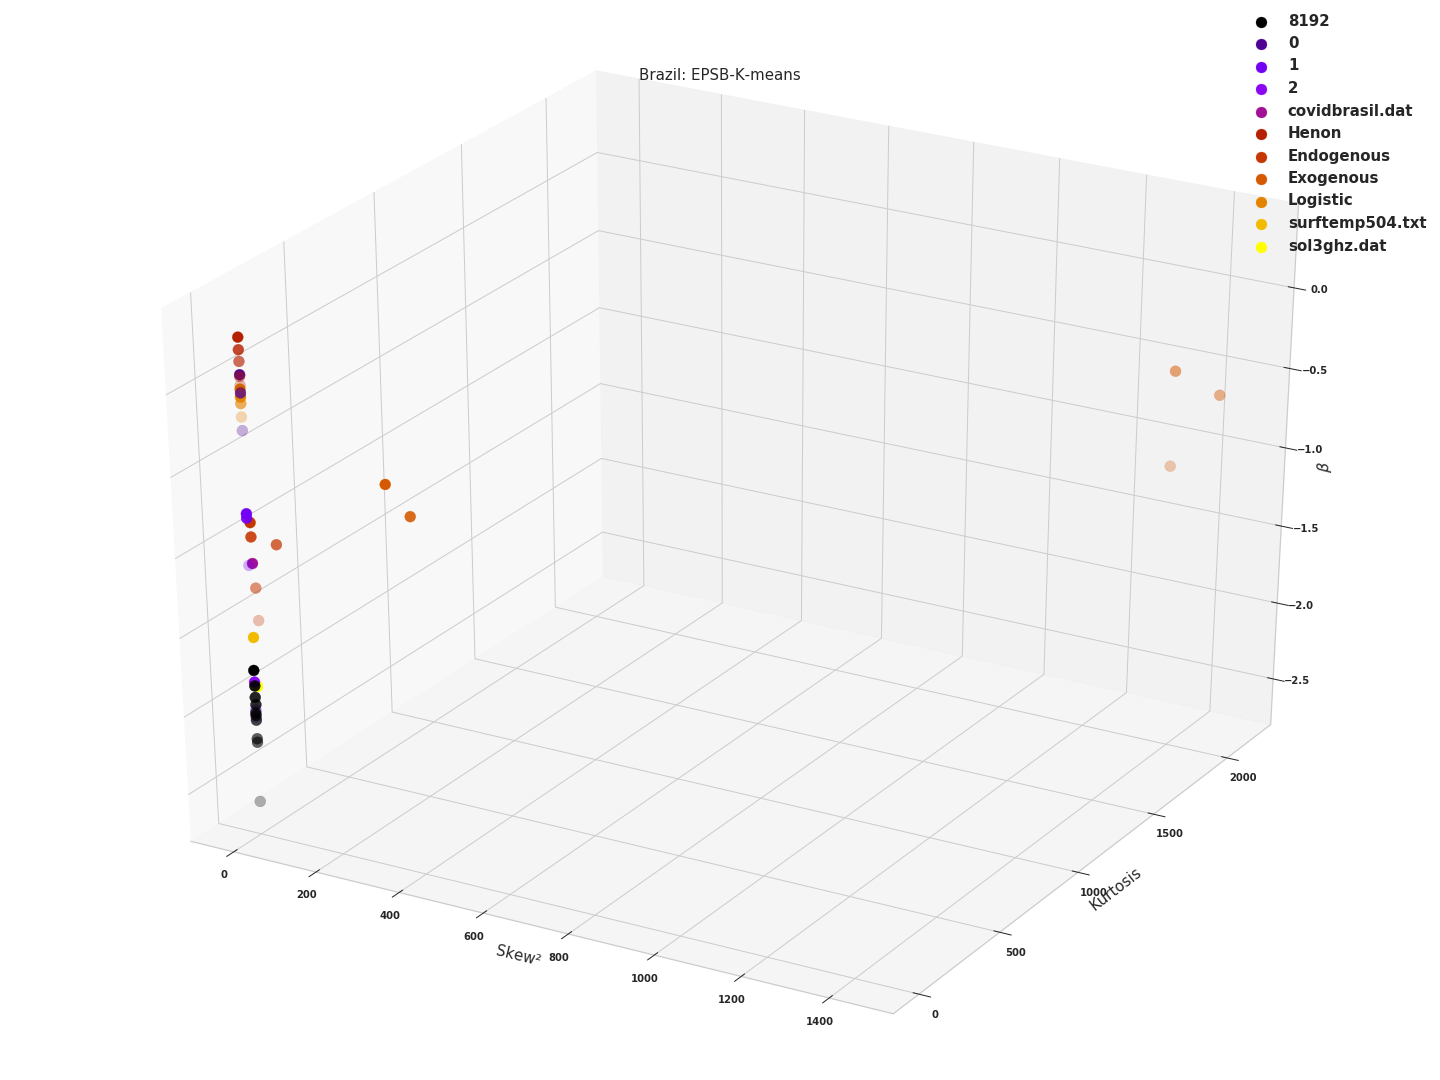 Brazil: EPSB-K-means
8192
0
1
2
covidbrasil.dat
Henon
Endogenous
Exogenous
Logistic
surftemp504.txt
sol3ghz.dat
0.0
−0.5
−1.0
β
−1.5
−2.0
−2.5
2000
1500
1000
Kurtosis
500
0
0
200
400
600
Skew²
800
1000
1200
1400